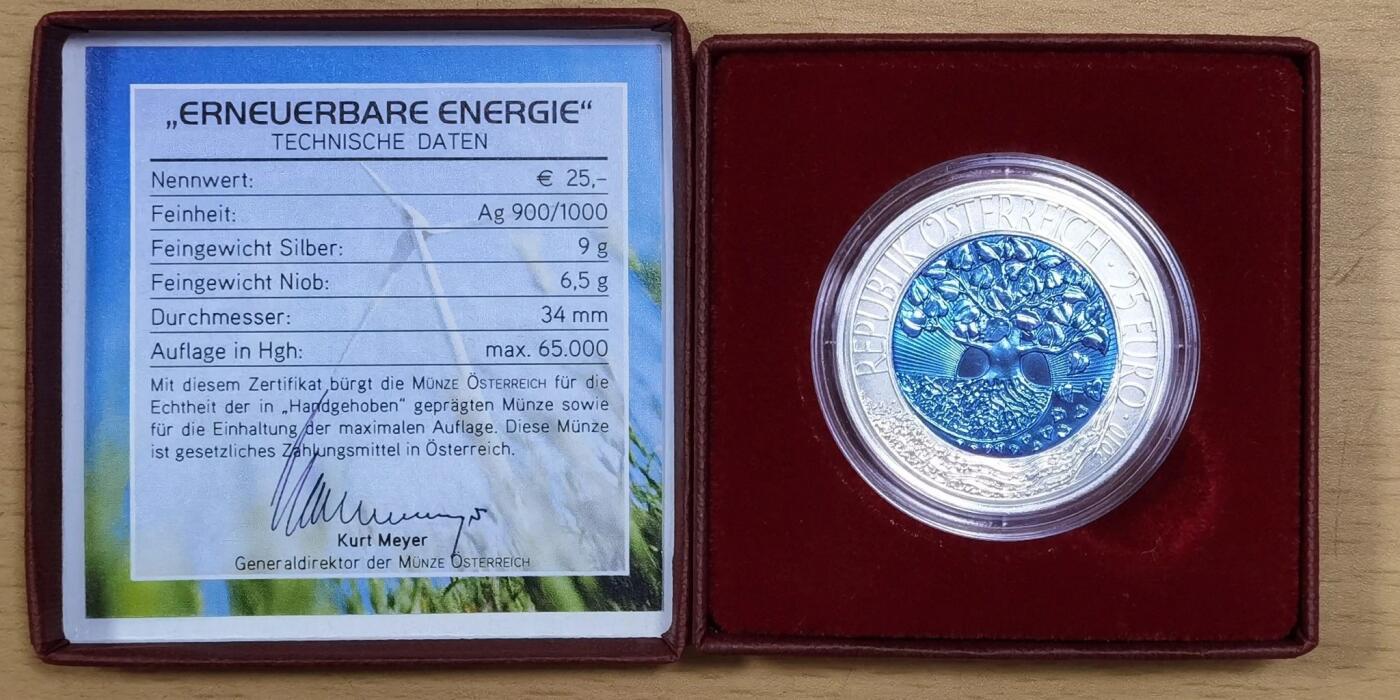 „ERNEUERBARE ENERGIE“
TECHNISCHE DATEN
Nennwert: € 25,–
Feinheit: Ag 900/1000
Feingewicht Silber: 9 g
Feingewicht Niob: 6,5 g
Durchmesser: 34 mm
Auflage in Hgh: max. 65.000
Mit diesem Zertifikat bürgt die MÜNZE ÖSTERREICH für die
Echtheit der in „Handgehoben“ geprägten Münze sowie
für die Einhaltung der maximalen Auflage. Diese Münze
ist gesetzliches Zahlungsmittel in Österreich.
Kurt Meyer
Generaldirektor der MÜNZE ÖSTERREICH
REPUBLIK ÖSTERREICH · 25 EURO ·